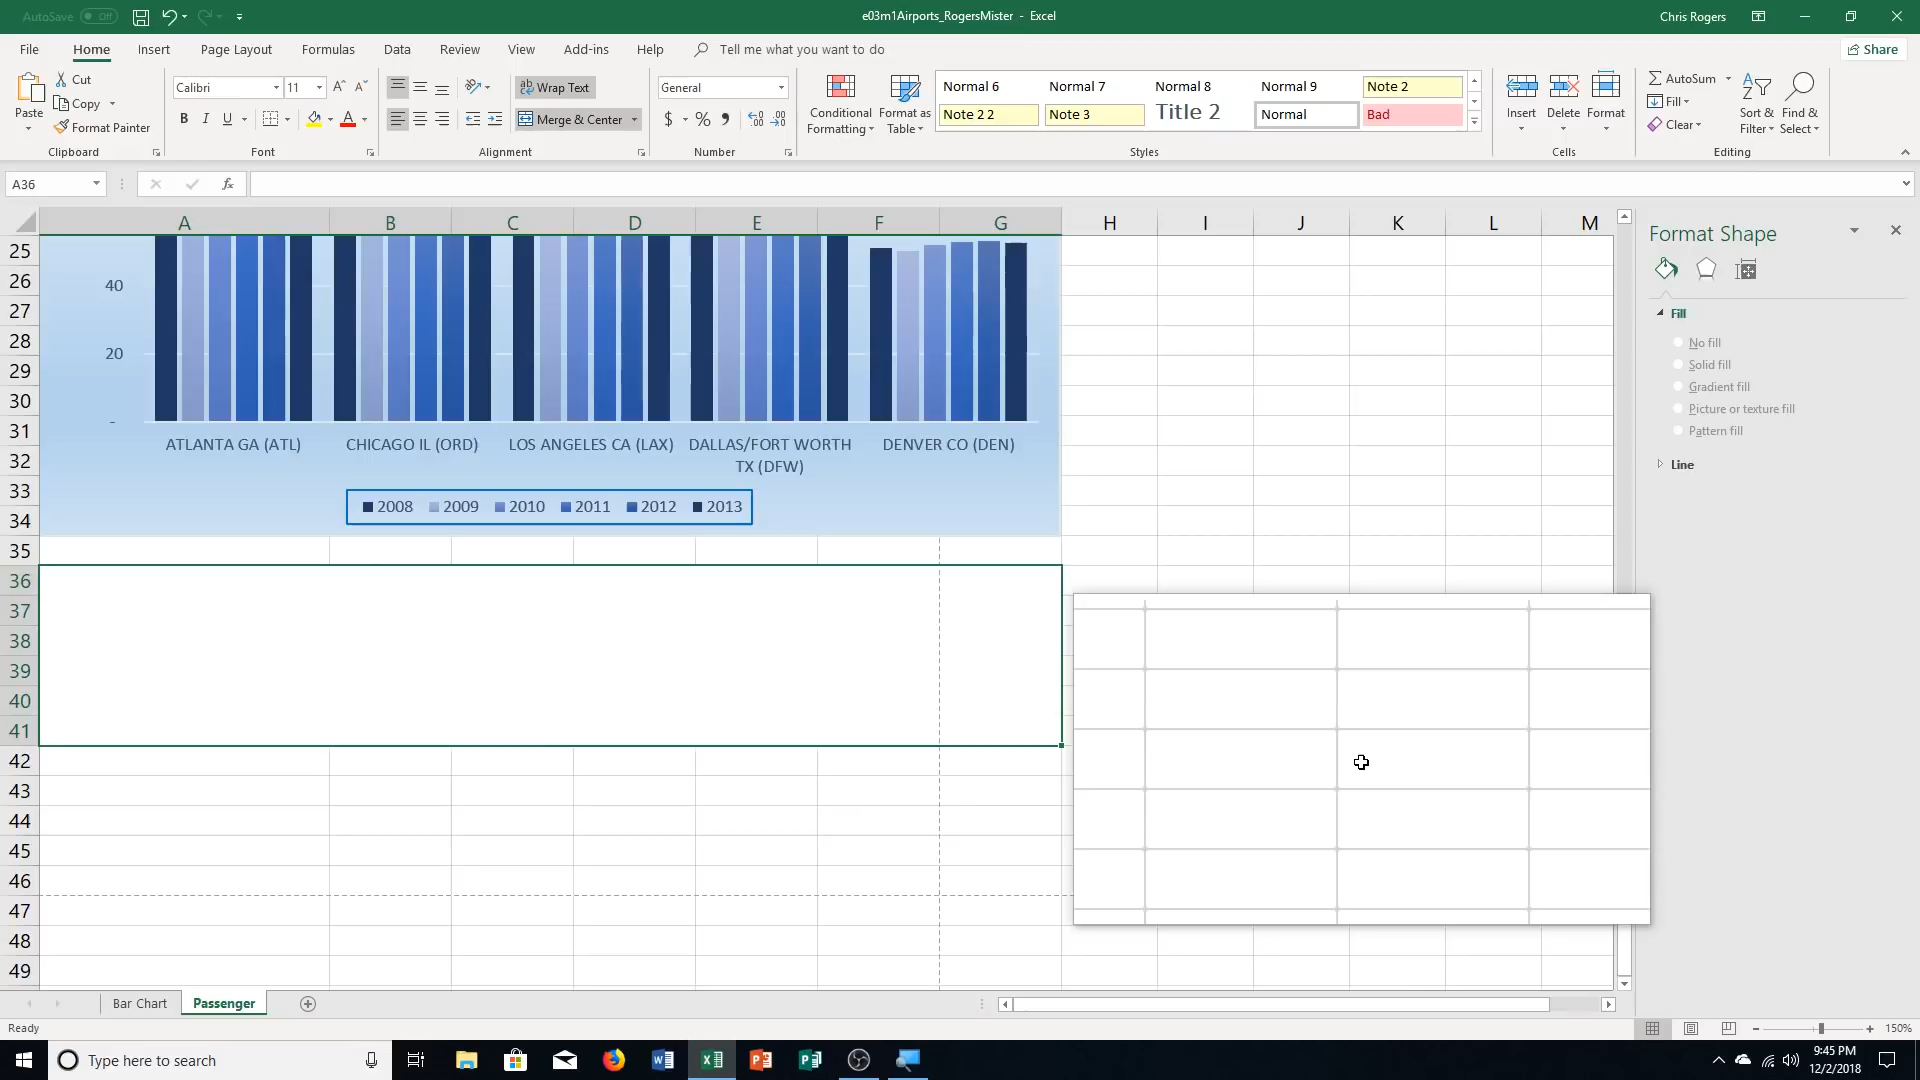 AutoSave Off
e03m1Airports_RogersMister - Excel
Chris Rogers
File Home Insert Page Layout Formulas Data Review View Add-ins Help Tell me what you want to do
Share
Paste
Cut
Copy
Format Painter
Clipboard
Calibri 11
B I U
Font
Wrap Text
Merge & Center
Alignment
General
$ % ,
Number
Conditional Formatting
Format as Table
Normal 6 Normal 7 Normal 8 Normal 9 Note 2
Note 2 2 Note 3 Title 2 Normal Bad
Styles
Insert Delete Format
Cells
AutoSum
Fill
Clear
Sort & Filter
Find & Select
Editing
A36
fx
A B C D E F G H I J K L M
25
26
27
28
29
30
31
32
33
34
35
36
37
38
39
40
41
42
43
44
45
46
47
48
49
40
20
-
ATLANTA GA (ATL) CHICAGO IL (ORD) LOS ANGELES CA (LAX) DALLAS/FORT WORTH DENVER CO (DEN)
TX (DFW)
2008 2009 2010 2011 2012 2013
Format Shape
Fill
No fill
Solid fill
Gradient fill
Picture or texture fill
Pattern fill
Line
Bar Chart Passenger
Ready
150%
Type here to search
9:45 PM
12/2/2018